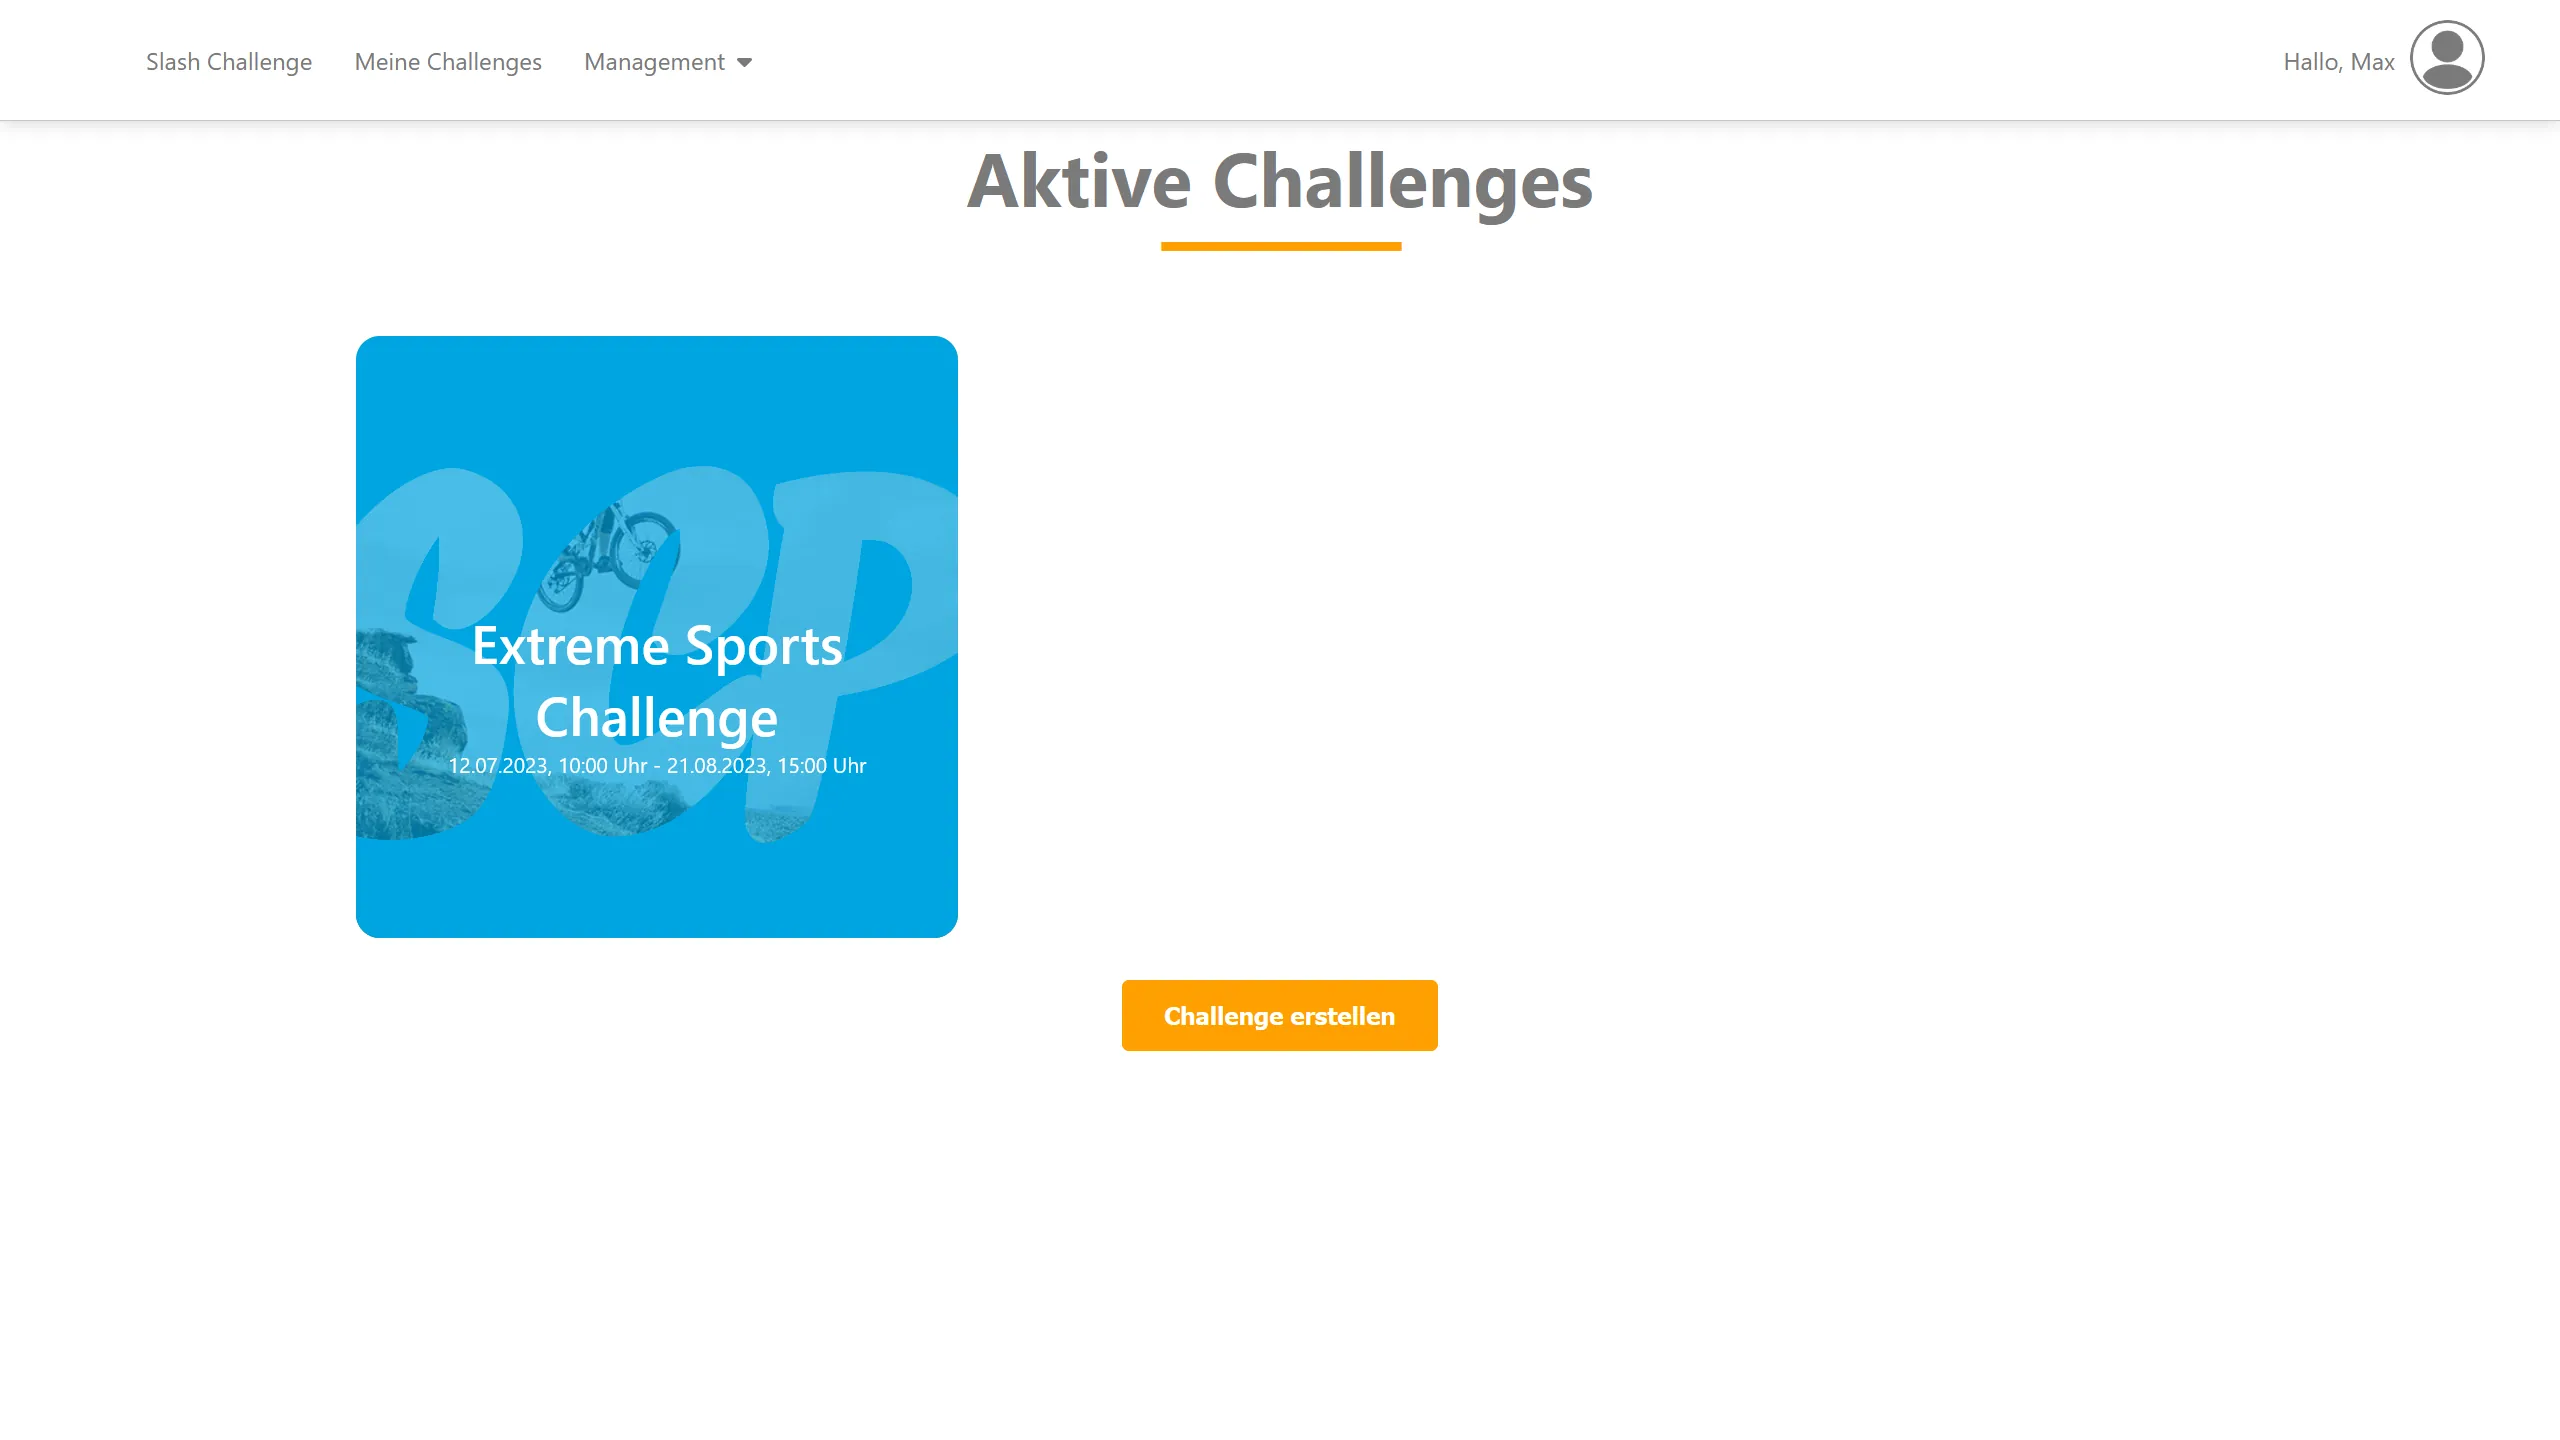 Slash Challenge
Meine Challenges
Management
Hallo, Max
Aktive Challenges
SCP
Extreme Sports
Challenge
12.07.2023, 10:00 Uhr - 21.08.2023, 15:00 Uhr
Challenge erstellen